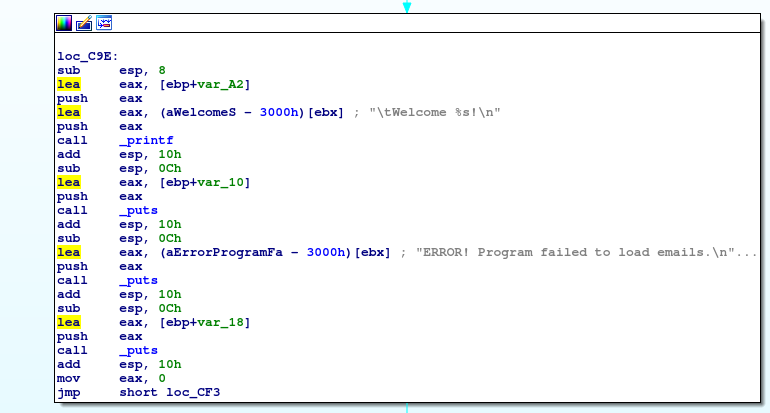 loc_C9E:
sub esp, 8
lea eax, [ebp+var_A2]
push eax
lea eax, (aWelcomeS - 3000h)[ebx] ; "\tWelcome %s!\n"
push eax
call _printf
add esp, 10h
sub esp, 0Ch
lea eax, [ebp+var_10]
push eax
call _puts
add esp, 10h
sub esp, 0Ch
lea eax, (aErrorProgramFa - 3000h)[ebx] ; "ERROR! Program failed to load emails.\n"...
push eax
call _puts
add esp, 10h
sub esp, 0Ch
lea eax, [ebp+var_18]
push eax
call _puts
add esp, 10h
mov eax, 0
jmp short loc_CF3